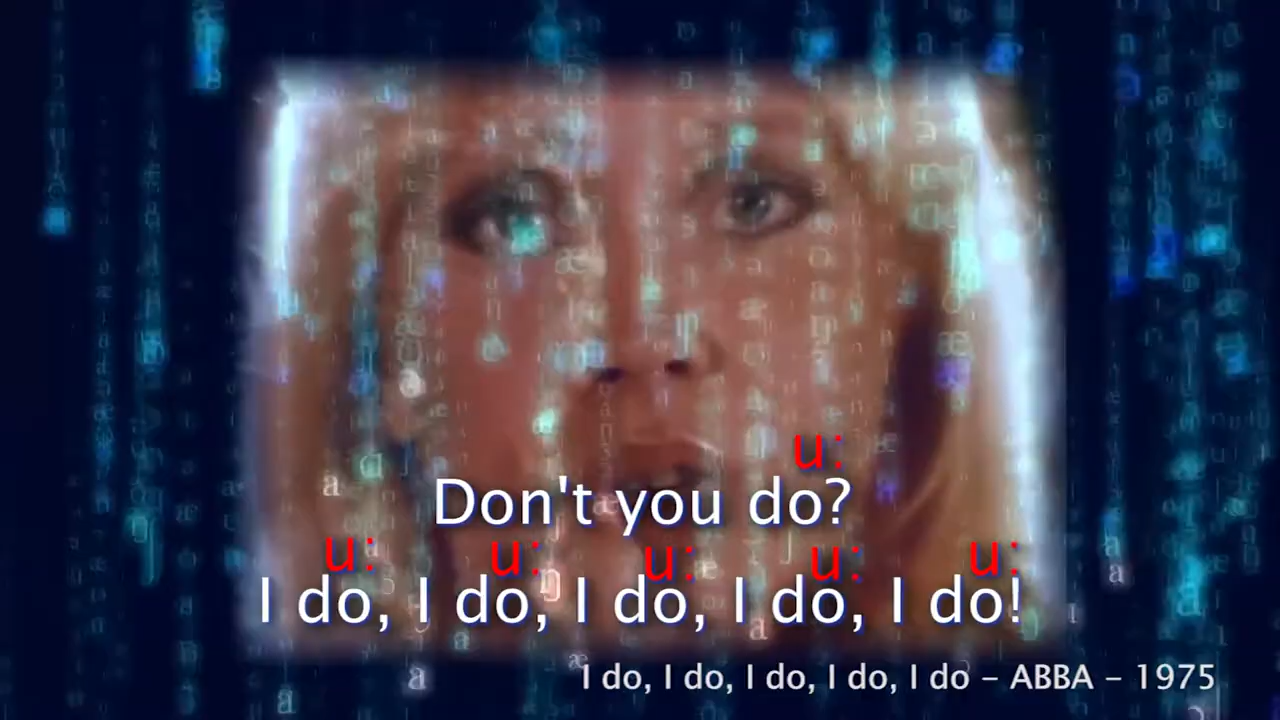 u:
Don't you do?
u: u: u: u: u:
I do, I do, I do, I do, I do!
I do, I do, I do, I do, I do – ABBA – 1975